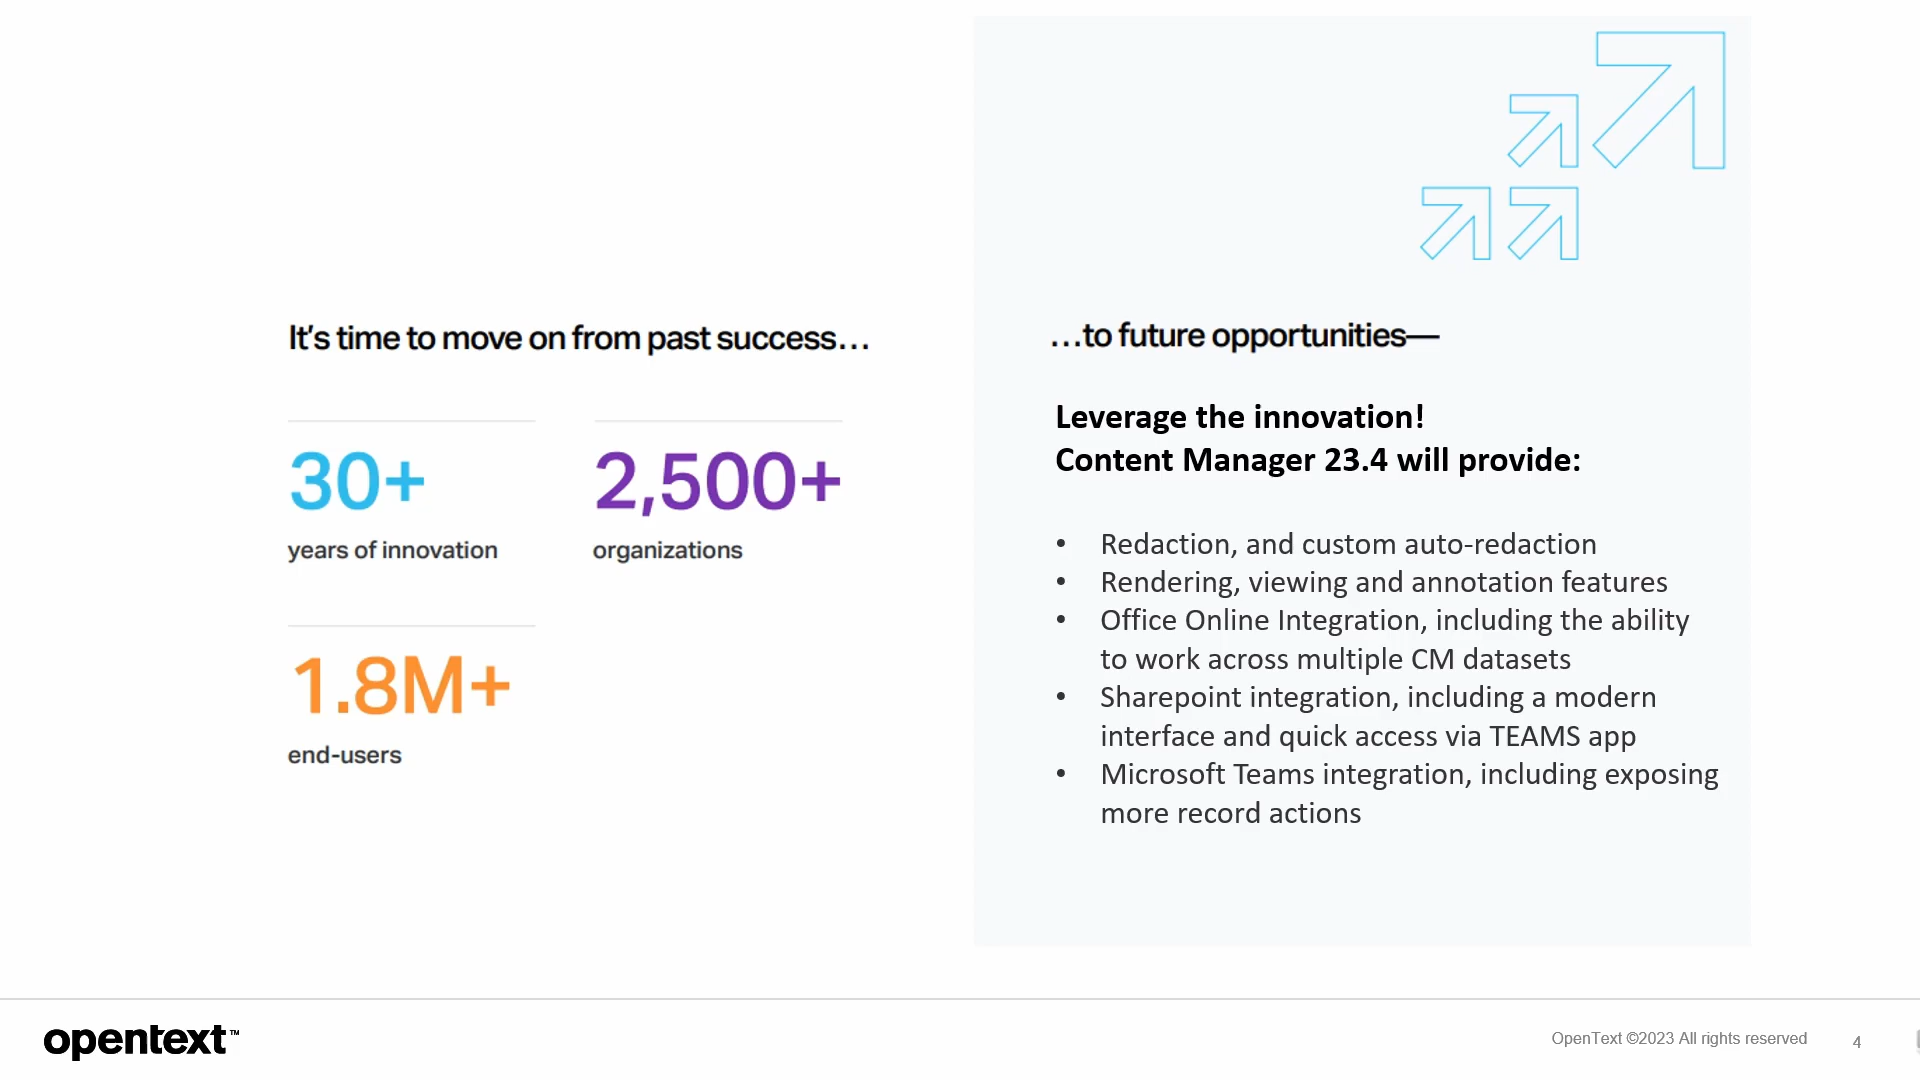 It's time to move on from past success…
30+
years of innovation
2,500+
organizations
1.8M+
end-users
…to future opportunities—
Leverage the innovation!
Content Manager 23.4 will provide:
• Redaction, and custom auto-redaction
• Rendering, viewing and annotation features
• Office Online Integration, including the ability
to work across multiple CM datasets
• Sharepoint integration, including a modern
interface and quick access via TEAMS app
• Microsoft Teams integration, including exposing
more record actions
opentext™
OpenText ©2023 All rights reserved
4